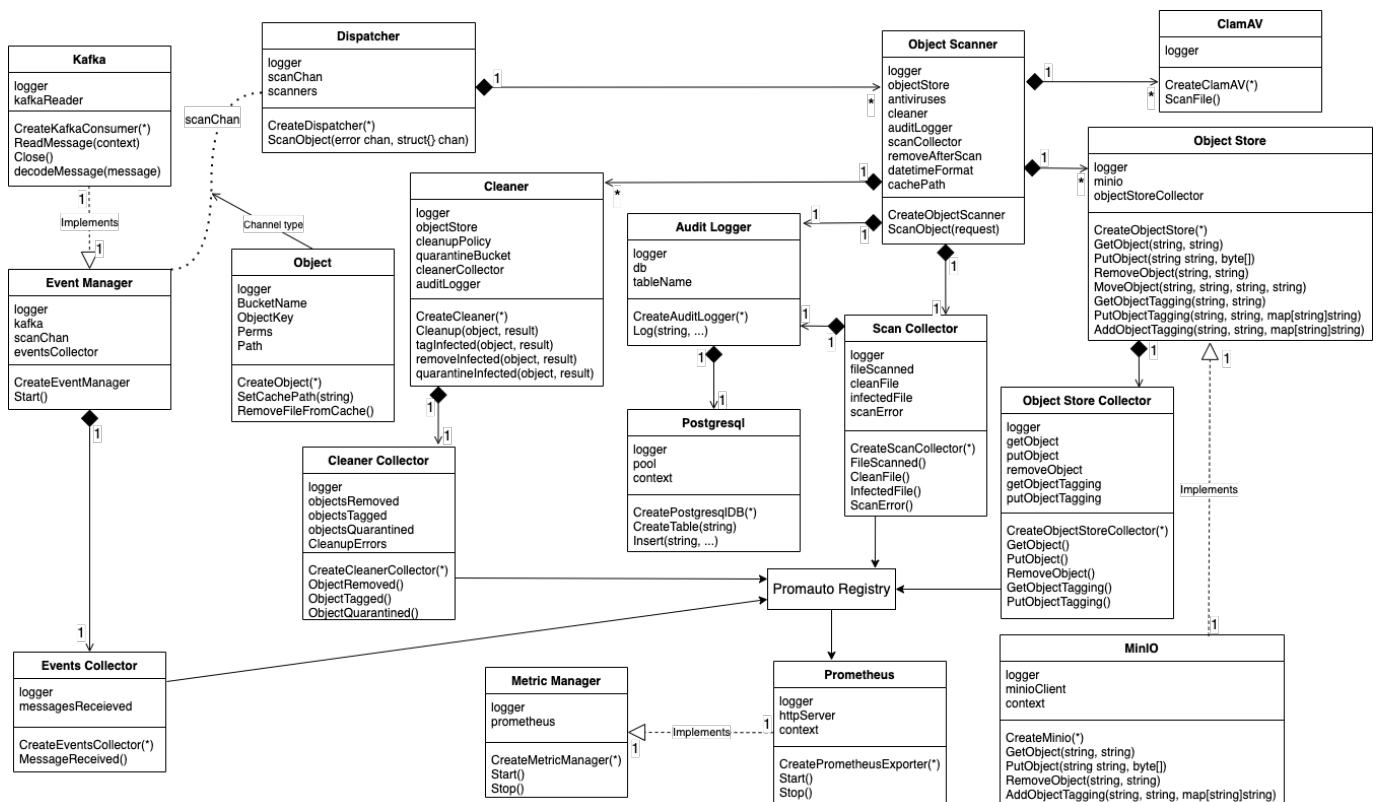 Kafka
logger
kafkaReader
CreateKafkaConsumer(*)
ReadMessage(context)
Close()
decodeMessage(message)
1
Implements
1
Event Manager
logger
kafka
scanChan
eventsCollector
CreateEventManager
Start()
1
1
Events Collector
logger
messagesReceieved
CreateEventsCollector(*)
MessageReceived()
scanChan
Channel type
Dispatcher
logger
scanChan
scanners
CreateDispatcher(*)
ScanObject(error chan, struct{} chan)
1
*
Object
logger
BucketName
ObjectKey
Perms
Path
CreateObject(*)
SetCachePath(string)
RemoveFileFromCache()
Cleaner
logger
objectStore
cleanupPolicy
quarantineBucket
cleanerCollector
auditLogger
CreateCleaner(*)
Cleanup(object, result)
tagInfected(object, result)
removeInfected(object, result)
quarantineInfected(object, result)
1
*
1
1
Cleaner Collector
logger
objectsRemoved
objectsTagged
objectsQuarantined
CleanupErrors
CreateCleanerCollector(*)
ObjectRemoved()
ObjectTagged()
ObjectQuarantined()
Audit Logger
logger
db
tableName
CreateAuditLogger(*)
Log(string, ...)
1
1
1
1
Postgresql
logger
pool
context
CreatePostgresqlDB(*)
CreateTable(string)
Insert(string, ...)
1
1
Object Scanner
logger
objectStore
antiviruses
cleaner
auditLogger
scanCollector
removeAfterScan
datetimeFormat
cachePath
CreateObjectScanner
ScanObject(request)
1
1
Scan Collector
logger
fileScanned
cleanFile
infectedFile
scanError
CreateScanCollector(*)
FileScanned()
CleanFile()
InfectedFile()
ScanError()
ClamAV
logger
CreateClamAV(*)
ScanFile()
1
*
Object Store
logger
minio
objectStoreCollector
CreateObjectStore(*)
GetObject(string, string)
PutObject(string string, byte[])
RemoveObject(string, string)
MoveObject(string, string, string, string)
GetObjectTagging(string, string)
PutObjectTagging(string, string, map[string]string)
AddObjectTagging(string, string, map[string]string)
1
*
1
1
Object Store Collector
logger
getObject
putObject
removeObject
getObjectTagging
putObjectTagging
CreateObjectStoreCollector(*)
GetObject()
PutObject()
RemoveObject()
GetObjectTagging()
PutObjectTagging()
1
Implements
1
MinIO
logger
minioClient
context
CreateMinio(*)
GetObject(string, string)
PutObject(string string, byte[])
RemoveObject(string, string)
AddObjectTagging(string, string, map[string]string)
Promauto Registry
Metric Manager
logger
prometheus
CreateMetricManager(*)
Start()
Stop()
1
Implements
1
Prometheus
logger
httpServer
context
CreatePrometheusExporter(*)
Start()
Stop()